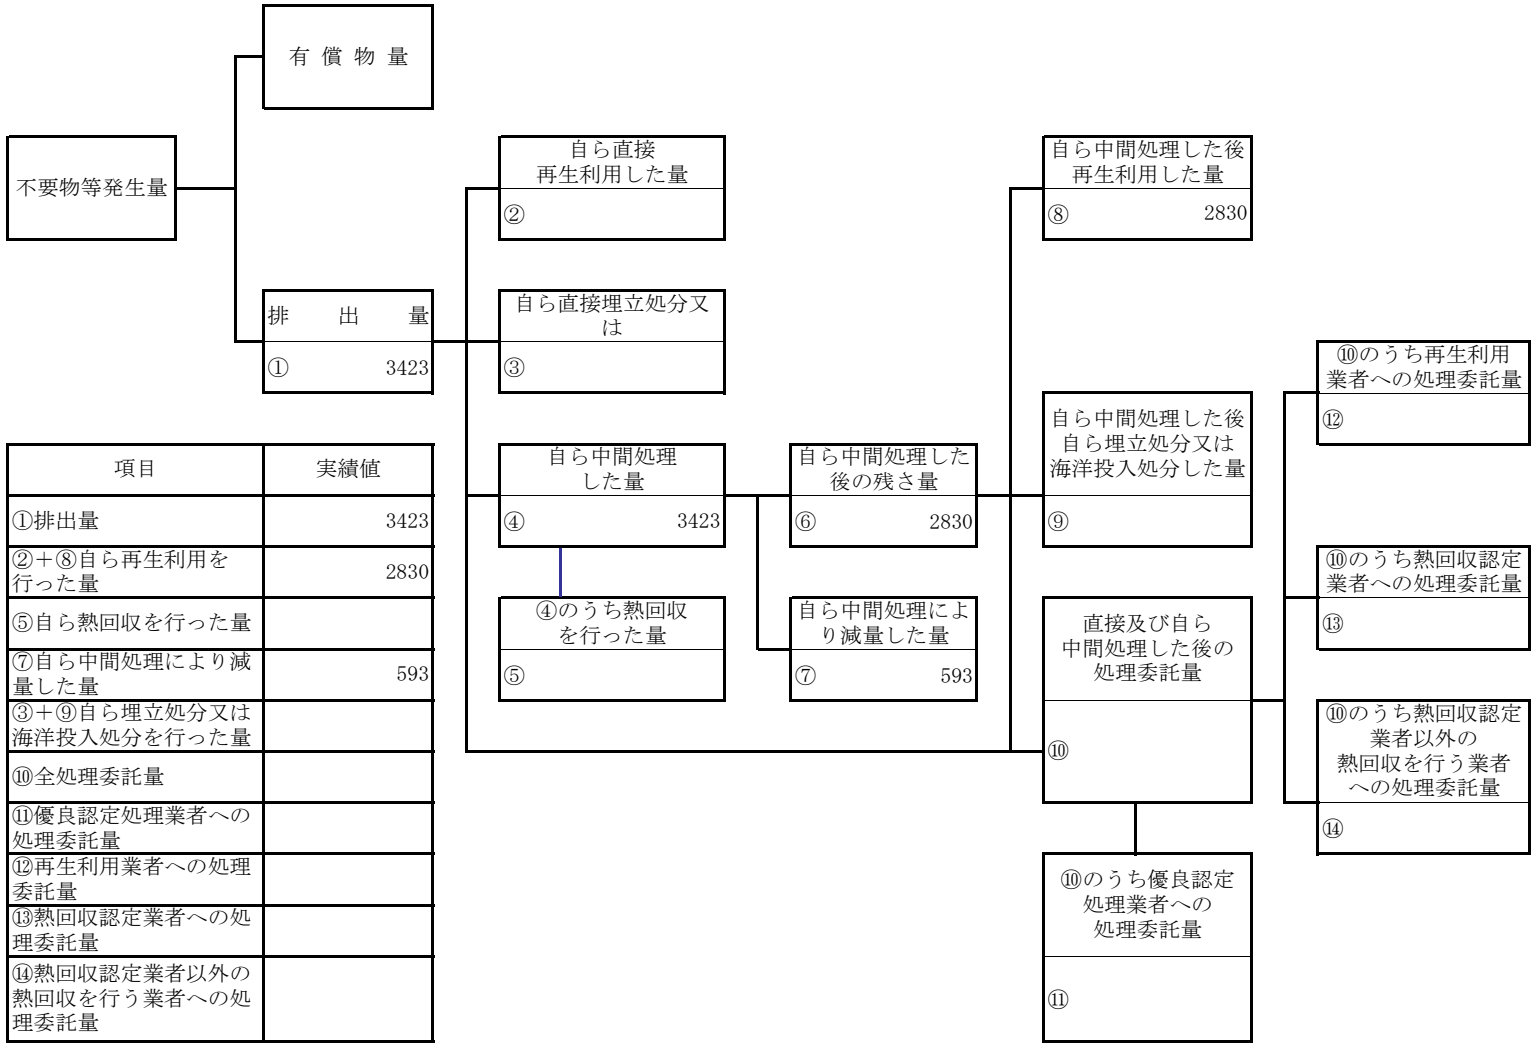 有償物量
不要物等発生量
排出量
① 3423
自ら直接
再生利用した量
②
自ら直接埋立処分又
は
③
自ら中間処理
した量
④ 3423
④のうち熱回収
を行った量
⑤
自ら中間処理した
後の残さ量
⑥ 2830
自ら中間処理によ
り減量した量
⑦ 593
自ら中間処理した後
再生利用した量
⑧ 2830
自ら中間処理した後
自ら埋立処分又は
海洋投入処分した量
⑨
直接及び自ら
中間処理した後の
処理委託量
⑩
⑩のうち優良認定
処理業者への
処理委託量
⑪
⑩のうち再生利用
業者への処理委託量
⑫
⑩のうち熱回収認定
業者への処理委託量
⑬
⑩のうち熱回収認定
業者以外の
熱回収を行う業者
への処理委託量
⑭
項目 実績値
①排出量 3423
②＋⑧自ら再生利用を
行った量 2830
⑤自ら熱回収を行った量
⑦自ら中間処理により減
量した量 593
③＋⑨自ら埋立処分又は
海洋投入処分を行った量
⑩全処理委託量
⑪優良認定処理業者への
処理委託量
⑫再生利用業者への処理
委託量
⑬熱回収認定業者への処
理委託量
⑭熱回収認定業者以外の
熱回収を行う業者への処
理委託量